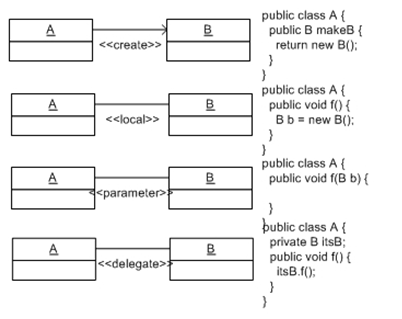 A B
<<create>>
public class A {
public B makeB {
return new B();
}
}
A B
<<local>>
public class A {
public void f() {
B b = new B();
}
}
A B
<<parameter>>
public class A {
public void f(B b) {
}
}
A B
<<delegate>>
public class A {
private B itsB;
public void f() {
itsB.f();
}
}